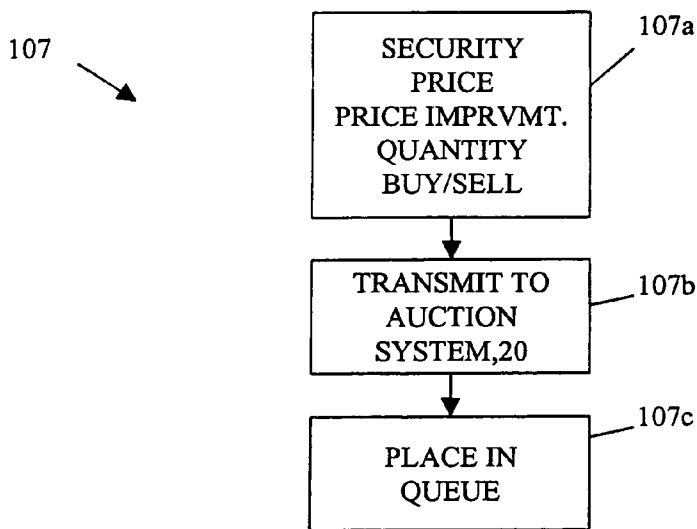 107
107a
SECURITY
PRICE
PRICE IMPRVMT.
QUANTITY
BUY/SELL
107b
TRANSMIT TO
AUCTION
SYSTEM,20
107c
PLACE IN
QUEUE